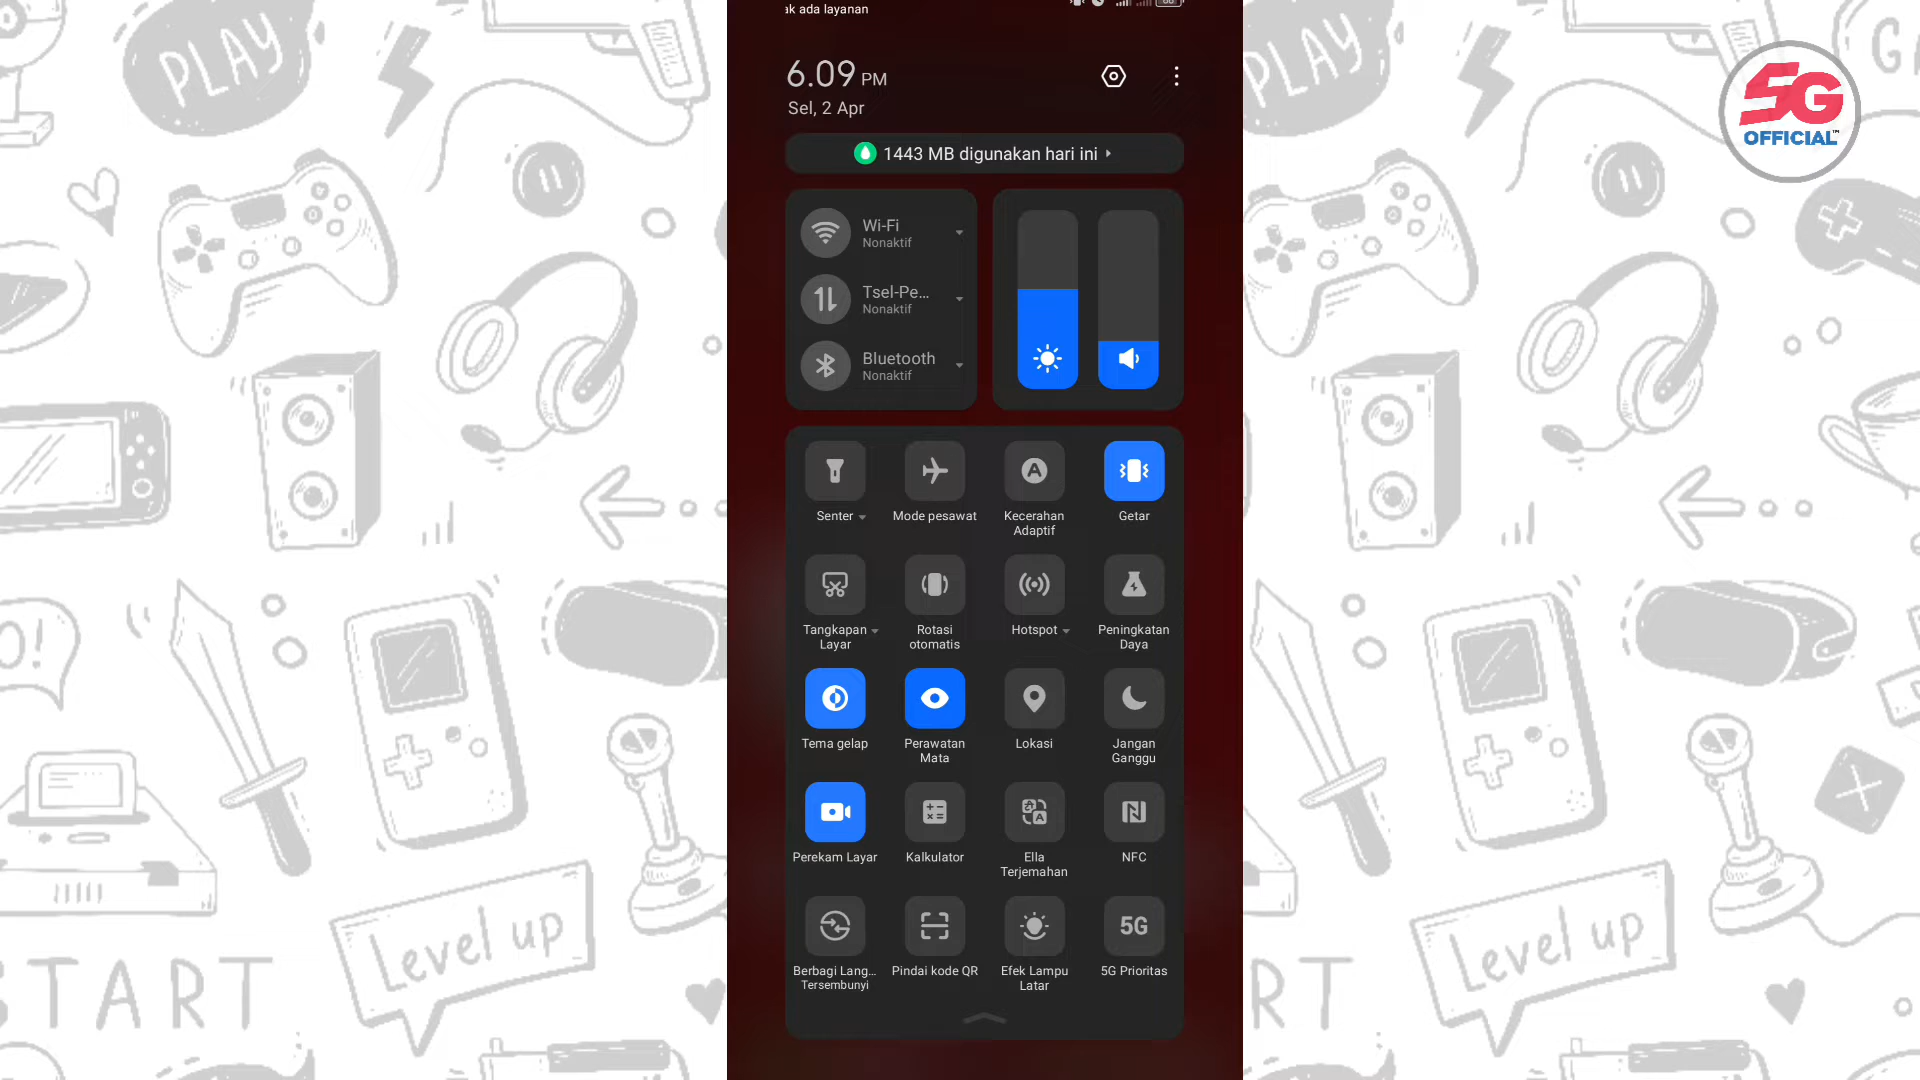 PLAY
PLAY
5G
OFFICIAL™
ak ada layanan
6.09 PM
Sel, 2 Apr
1443 MB digunakan hari ini
Wi-Fi
Nonaktif
Tsel-Pe...
Nonaktif
Bluetooth
Nonaktif
Senter
Mode pesawat
Kecerahan
Adaptif
Getar
Tangkapan
Layar
Rotasi
otomatis
Hotspot
Peningkatan
Daya
Tema gelap
Perawatan
Mata
Lokasi
Jangan
Ganggu
Perekam Layar
Kalkulator
Ella
Terjemahan
NFC
Berbagi Lang...
Tersembunyi
Pindai kode QR
Efek Lampu
Latar
5G
5G Prioritas
Level up
Level up
START
RT